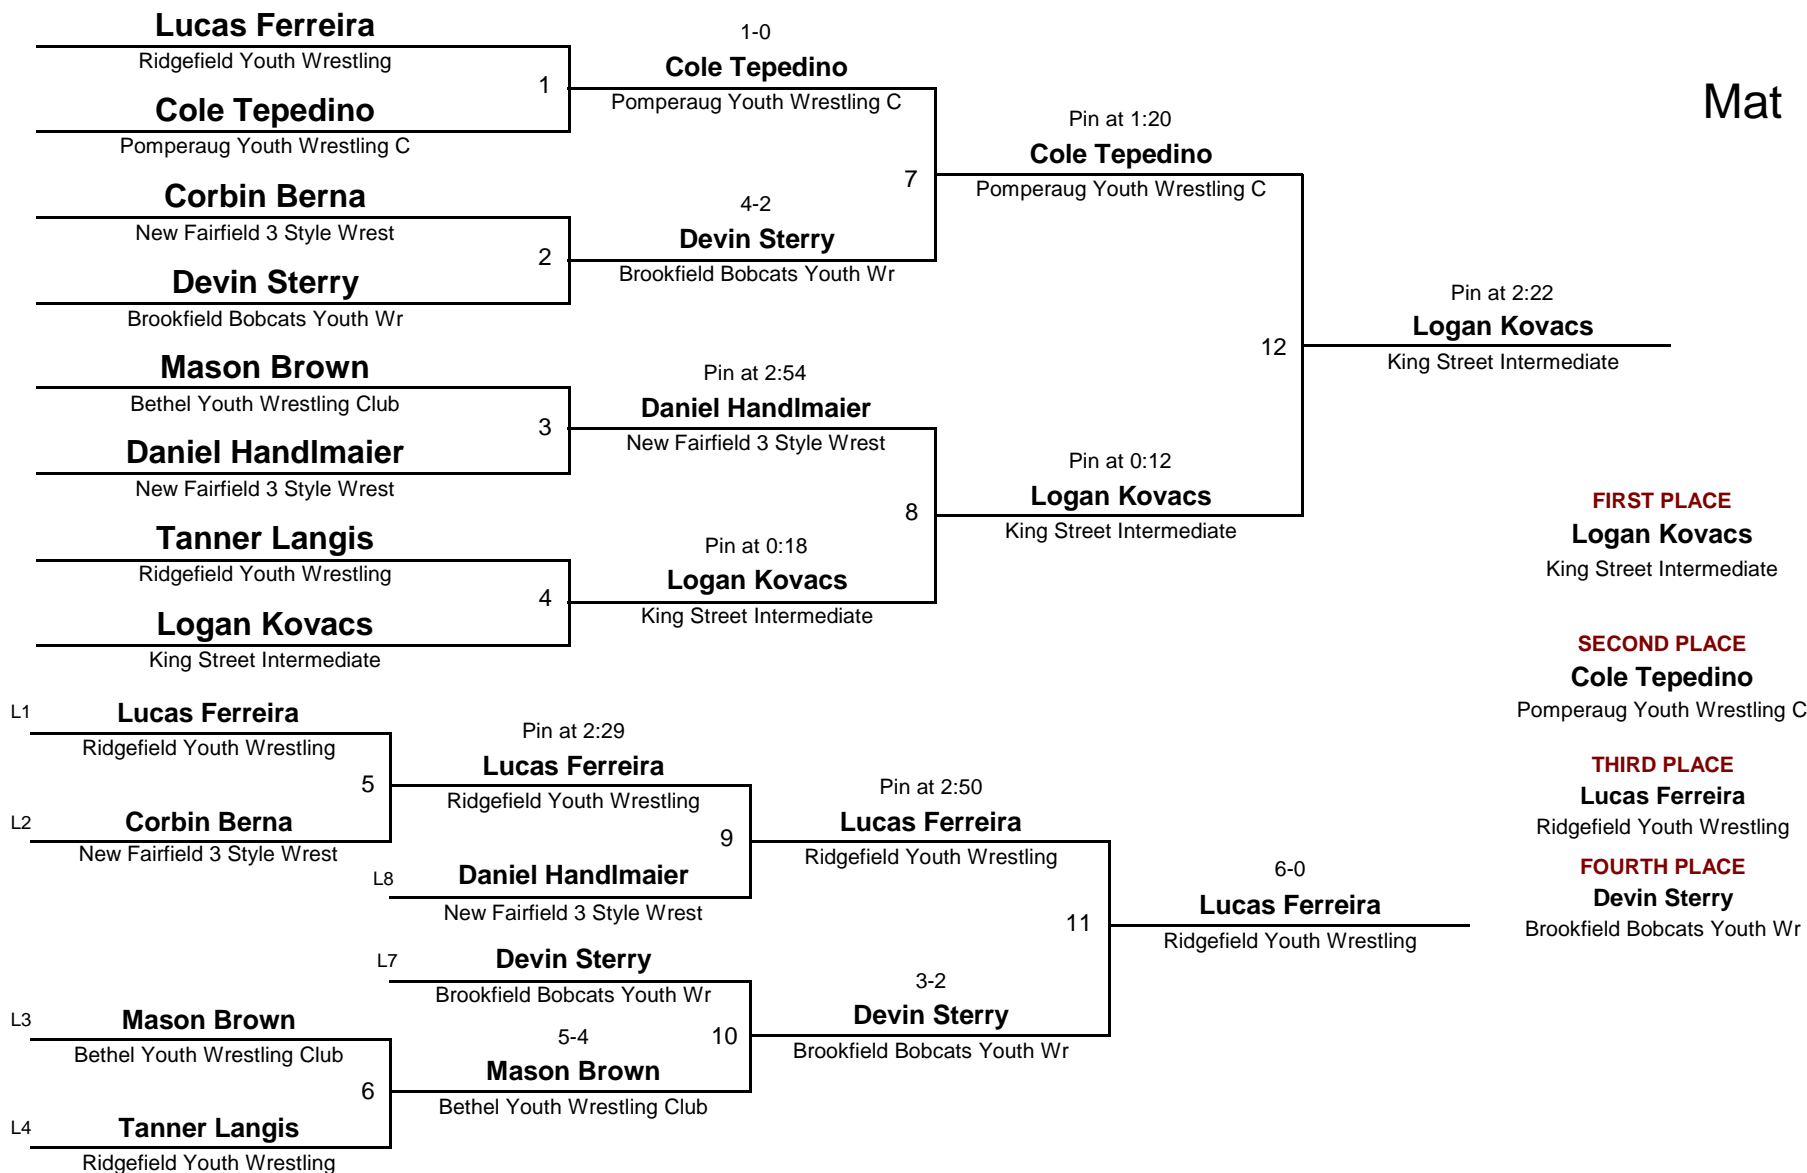 Lucas Ferreira
Ridgefield Youth Wrestling
1
Cole Tepedino
Pomperaug Youth Wrestling C
Corbin Berna
New Fairfield 3 Style Wrest
2
Devin Sterry
Brookfield Bobcats Youth Wr
Mason Brown
Bethel Youth Wrestling Club
3
Daniel Handlmaier
New Fairfield 3 Style Wrest
Tanner Langis
Ridgefield Youth Wrestling
4
Logan Kovacs
King Street Intermediate
1-0
Cole Tepedino
Pomperaug Youth Wrestling C
7
4-2
Devin Sterry
Brookfield Bobcats Youth Wr
Pin at 2:54
Daniel Handlmaier
New Fairfield 3 Style Wrest
8
Pin at 0:18
Logan Kovacs
King Street Intermediate
Pin at 1:20
Cole Tepedino
Pomperaug Youth Wrestling C
12
Pin at 0:12
Logan Kovacs
King Street Intermediate
Pin at 2:22
Logan Kovacs
King Street Intermediate
Mat
L1
Lucas Ferreira
Ridgefield Youth Wrestling
5
L2
Corbin Berna
New Fairfield 3 Style Wrest
L3
Mason Brown
Bethel Youth Wrestling Club
6
L4
Tanner Langis
Ridgefield Youth Wrestling
Pin at 2:29
Lucas Ferreira
Ridgefield Youth Wrestling
9
L8
Daniel Handlmaier
New Fairfield 3 Style Wrest
L7
Devin Sterry
Brookfield Bobcats Youth Wr
10
5-4
Mason Brown
Bethel Youth Wrestling Club
Pin at 2:50
Lucas Ferreira
Ridgefield Youth Wrestling
11
3-2
Devin Sterry
Brookfield Bobcats Youth Wr
6-0
Lucas Ferreira
Ridgefield Youth Wrestling
FIRST PLACE
Logan Kovacs
King Street Intermediate
SECOND PLACE
Cole Tepedino
Pomperaug Youth Wrestling C
THIRD PLACE
Lucas Ferreira
Ridgefield Youth Wrestling
FOURTH PLACE
Devin Sterry
Brookfield Bobcats Youth Wr